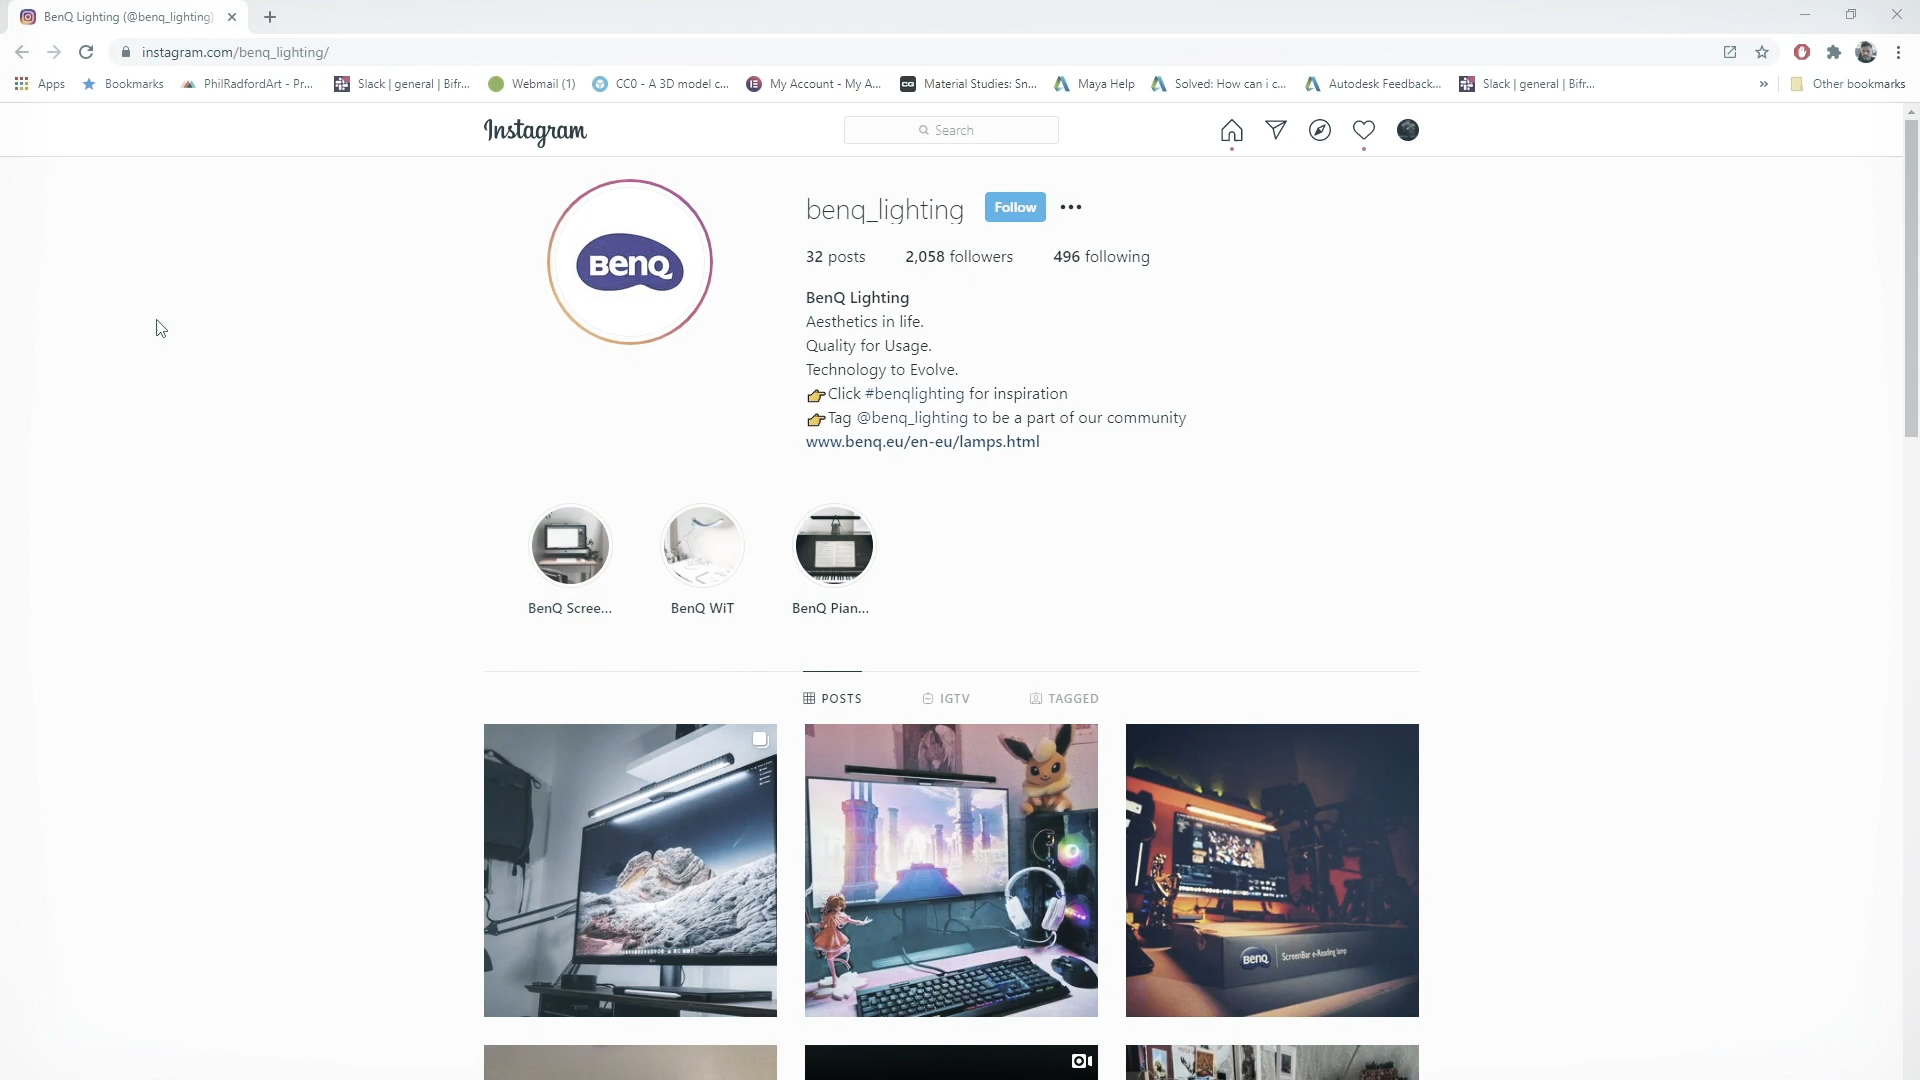 BenQ Lighting (@benq_lighting)
instagram.com/benq_lighting/
Apps
Bookmarks
PhilRadfordArt - Pr...
Slack | general | Bifr...
Webmail (1)
CC0 - A 3D model c...
My Account - My A...
Material Studies: Sn...
Maya Help
Solved: How can i c...
Autodesk Feedback...
Slack | general | Bifr...
»
Other bookmarks
Instagram
Search
BenQ
benq_lighting
Follow
32 posts
2,058 followers
496 following
BenQ Lighting
Aesthetics in life.
Quality for Usage.
Technology to Evolve.
👉Click #benqlighting for inspiration
👉Tag @benq_lighting to be a part of our community
www.benq.eu/en-eu/lamps.html
BenQ Scree...
BenQ WiT
BenQ Pian...
POSTS
IGTV
TAGGED
BenQ | ScreenBar e-Reading lamp